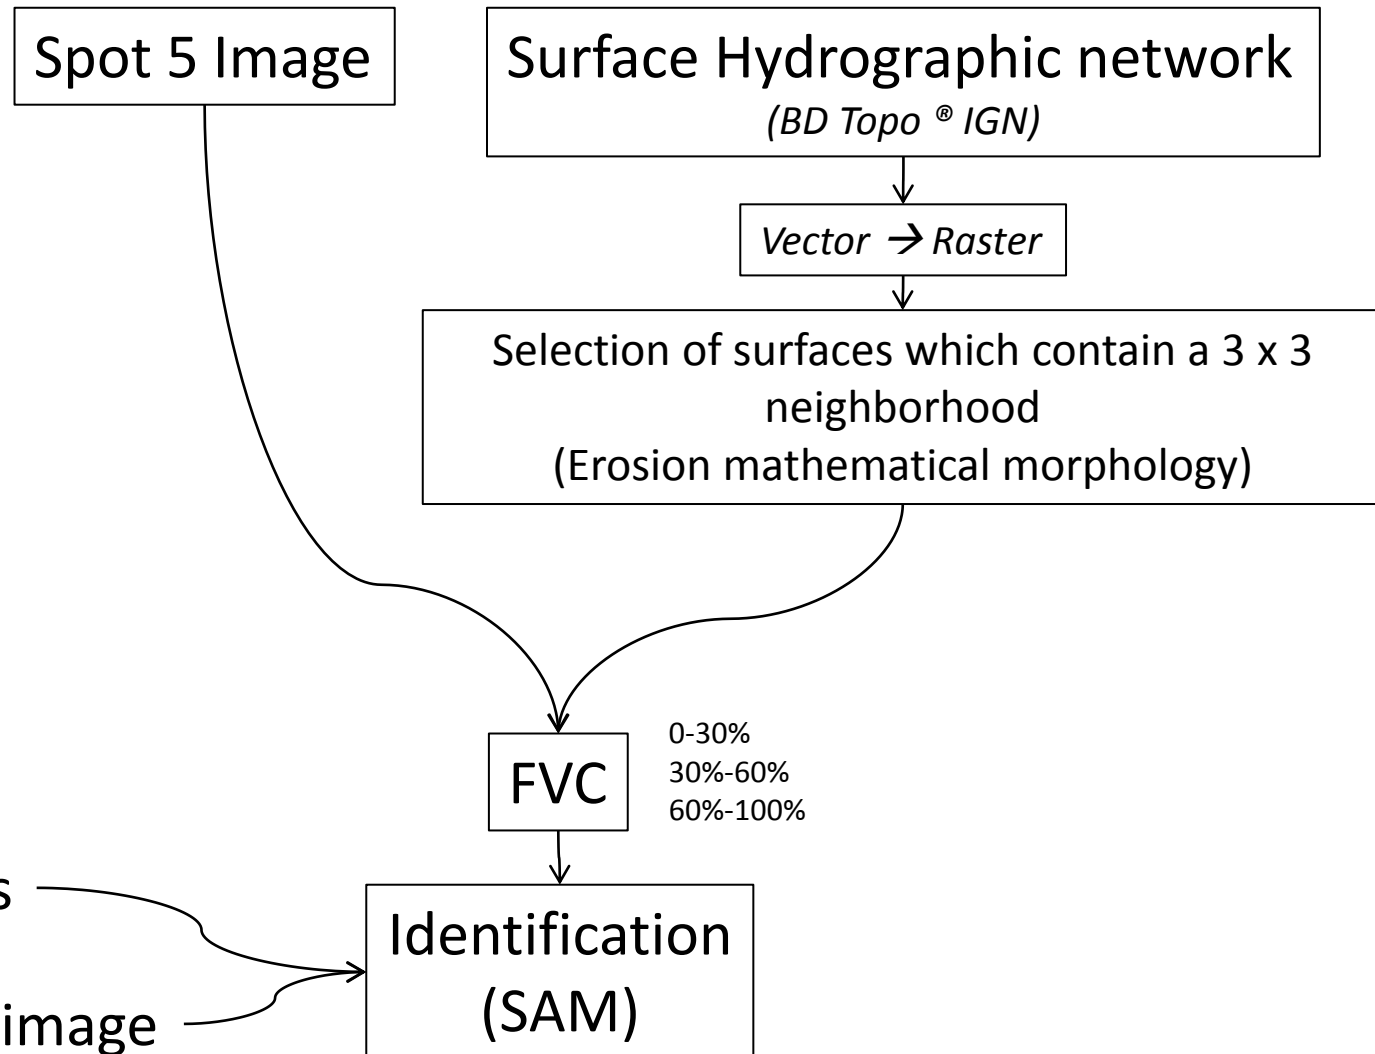 Spot 5 Image
Surface Hydrographic network
(BD Topo ® IGN)
Vector → Raster
Selection of surfaces which contain a 3 x 3
neighborhood
(Erosion mathematical morphology)
FVC
0-30%
30%-60%
60%-100%
s
Identification
(SAM)
image